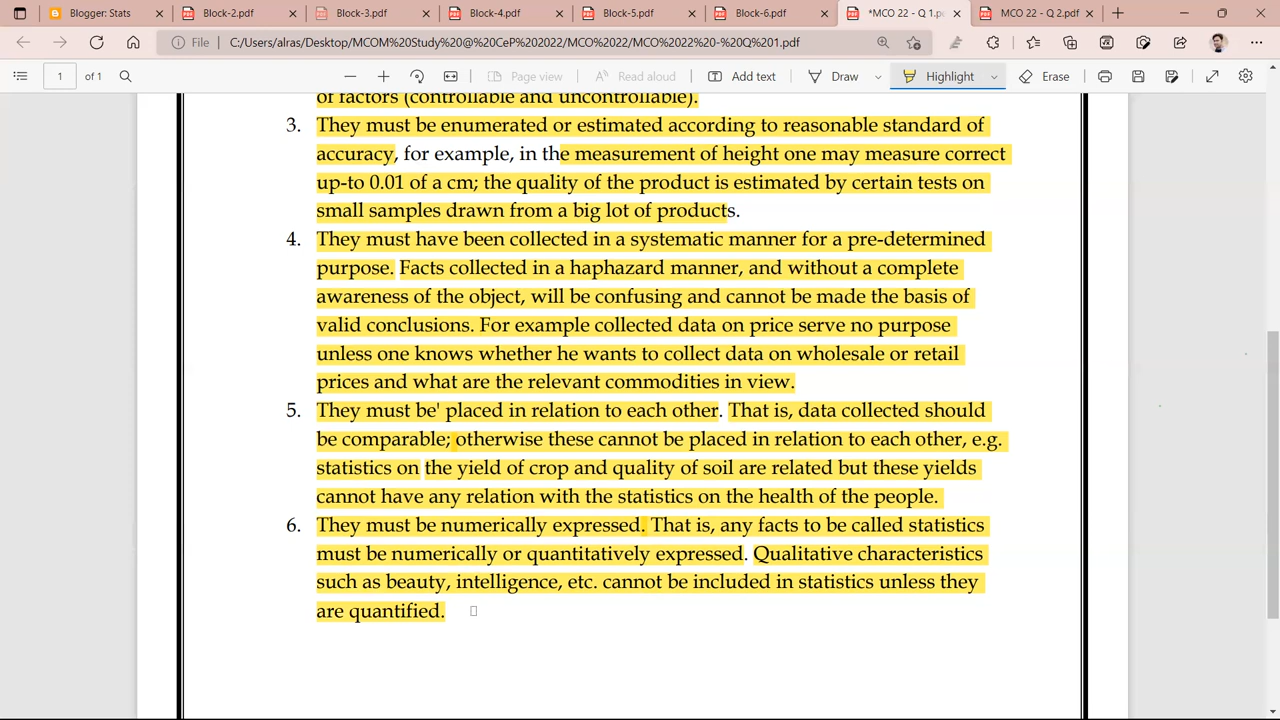 Blogger: Stats
Block-2.pdf
Block-3.pdf
Block-4.pdf
Block-5.pdf
Block-6.pdf
*MCO 22 - Q 1.pdf
MCO 22 - Q 2.pdf
File
C:/Users/alras/Desktop/MCOM%20Study%20@%20CeP%202022/MCO%2022/MCO%2022%20-%20Q%201.pdf
1 of 1
Page view
Read aloud
Add text
Draw
Highlight
Erase
of factors (controllable and uncontrollable).
3. They must be enumerated or estimated according to reasonable standard of
accuracy, for example, in the measurement of height one may measure correct
up-to 0.01 of a cm; the quality of the product is estimated by certain tests on
small samples drawn from a big lot of products.
4. They must have been collected in a systematic manner for a pre-determined
purpose. Facts collected in a haphazard manner, and without a complete
awareness of the object, will be confusing and cannot be made the basis of
valid conclusions. For example collected data on price serve no purpose
unless one knows whether he wants to collect data on wholesale or retail
prices and what are the relevant commodities in view.
5. They must be' placed in relation to each other. That is, data collected should
be comparable; otherwise these cannot be placed in relation to each other, e.g.
statistics on the yield of crop and quality of soil are related but these yields
cannot have any relation with the statistics on the health of the people.
6. They must be numerically expressed. That is, any facts to be called statistics
must be numerically or quantitatively expressed. Qualitative characteristics
such as beauty, intelligence, etc. cannot be included in statistics unless they
are quantified.